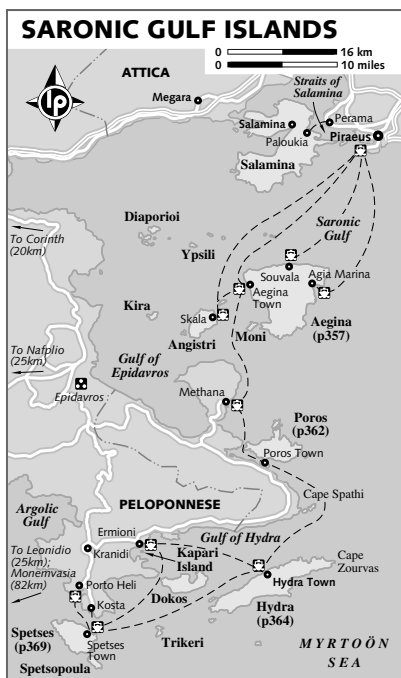 SARONIC GULF ISLANDS
0 16 km
0 10 miles
lp
ATTICA
Straits of
Salamina
Megara
Perama
Salamina
Paloukia
Piraeus
Salamina
Diaporioi
Saronic
Gulf
To Corinth
(20km)
Ypsili
Souvala
Agia Marina
Aegina
Town
Kira
Skala
Moni
Aegina
(p357)
Angistri
To Nafplio
(25km)
Gulf of
Epidavros
Epidavros
Methana
Poros
(p362)
Poros Town
PELOPONNESE
Cape Spathi
Argolic
Gulf
Ermioni
Gulf of Hydra
To Leonidio
(25km);
Monemvasia
(82km)
Kranidi
Kapari
Island
Cape
Zourvas
Porto Heli
Hydra Town
Kosta
Dokos
Hydra
(p364)
Spetses
(p369)
Spetses
Town
Trikeri
Spetsopoula
MYRTOÖN
SEA